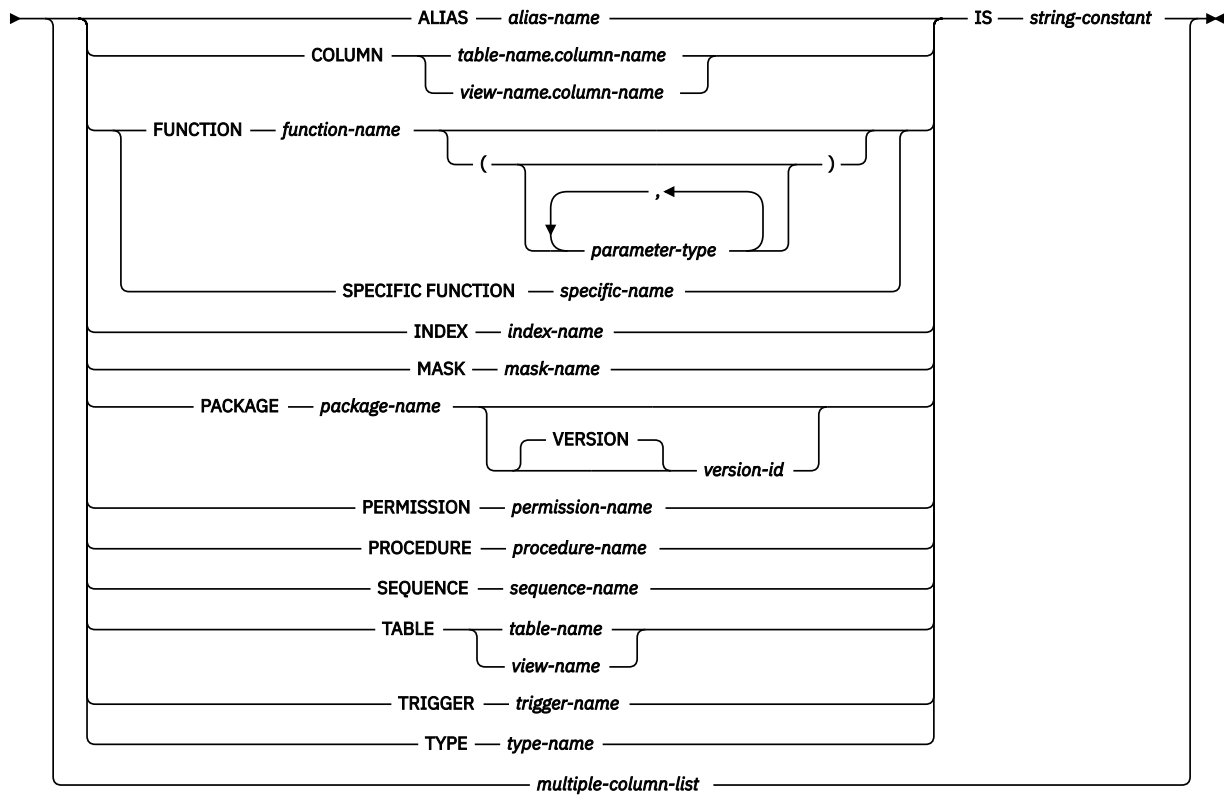 ALIAS alias-name IS string-constant
COLUMN table-name.column-name
view-name.column-name
FUNCTION function-name
( )
,
parameter-type
SPECIFIC FUNCTION specific-name
INDEX index-name
MASK mask-name
PACKAGE package-name
VERSION
version-id
PERMISSION permission-name
PROCEDURE procedure-name
SEQUENCE sequence-name
TABLE table-name
view-name
TRIGGER trigger-name
TYPE type-name
multiple-column-list